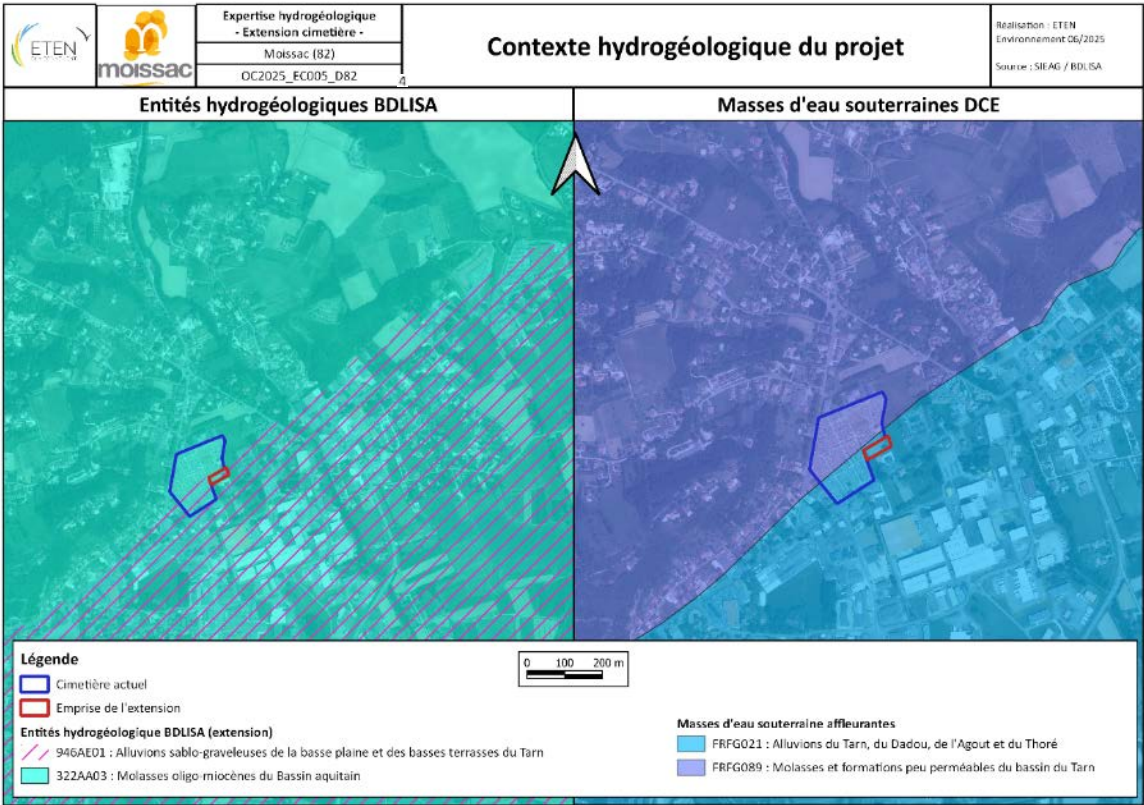 ETEN
moissac
Expertise hydrogéologique
- Extension cimetière -
Moissac (82)
OC2025_EC005_D82
4
Contexte hydrogéologique du projet
Réalisation : ETEN
Environnement 06/2025
Source : SIEAG / BDLISA
Entités hydrogéologiques BDLISA
Masses d'eau souterraines DCE
Légende
Cimetière actuel
Emprise de l'extension
Entités hydrogéologique BDLISA (extension)
946AE01 : Alluvions sablo-graveleuses de la basse plaine et des basses terrasses du Tarn
322AA03 : Molasses oligo-miocènes du Bassin aquitain
0 100 200 m
Masses d'eau souterraine affleurantes
FRFG021 : Alluvions du Tarn, du Dadou, de l'Agout et du Thoré
FRFG089 : Molasses et formations peu perméables du bassin du Tarn